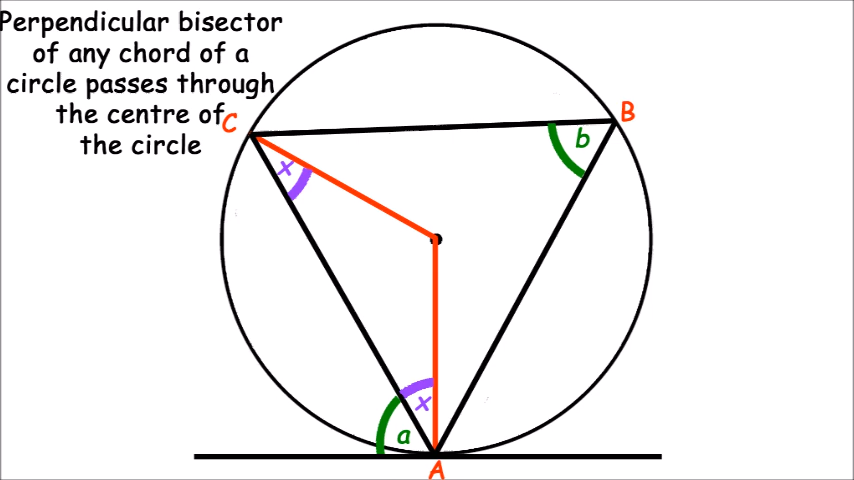 Perpendicular bisector
of any chord of a
circle passes through
the centre of
the circle
C
B
b
x
x
a
A